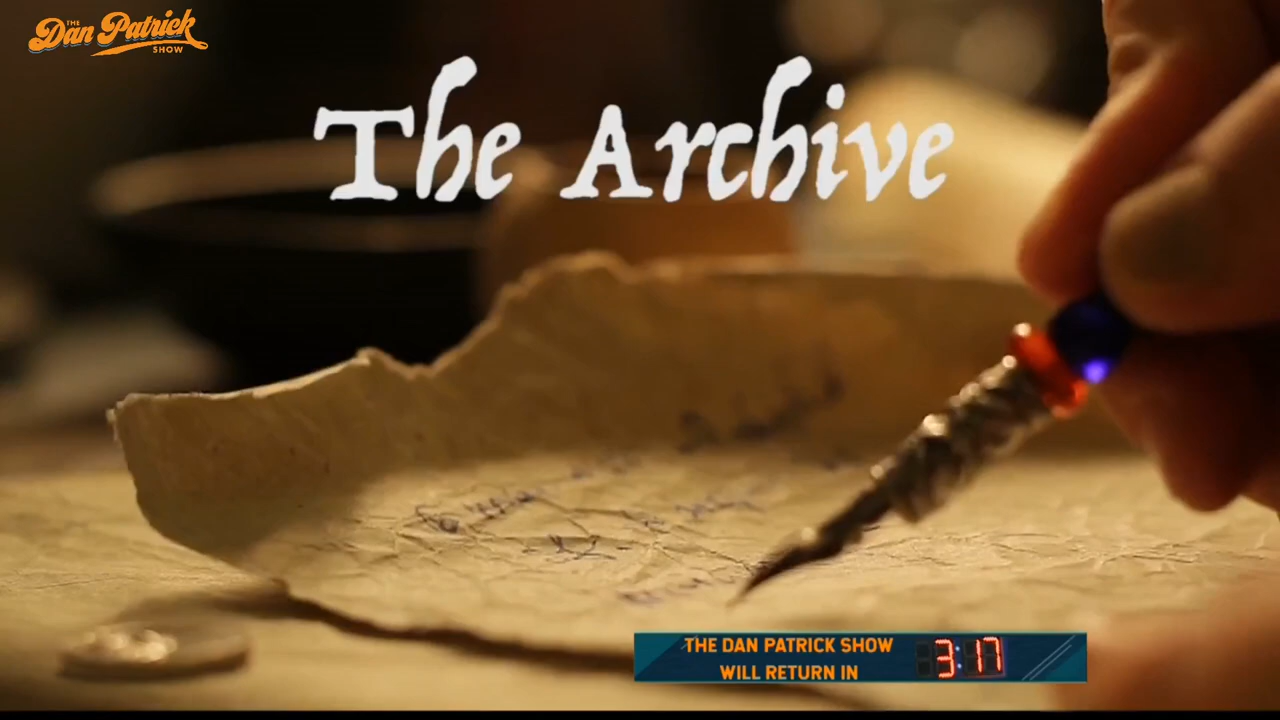 THE
Dan Patrick
SHOW
The Archive
THE DAN PATRICK SHOW
WILL RETURN IN
3:17